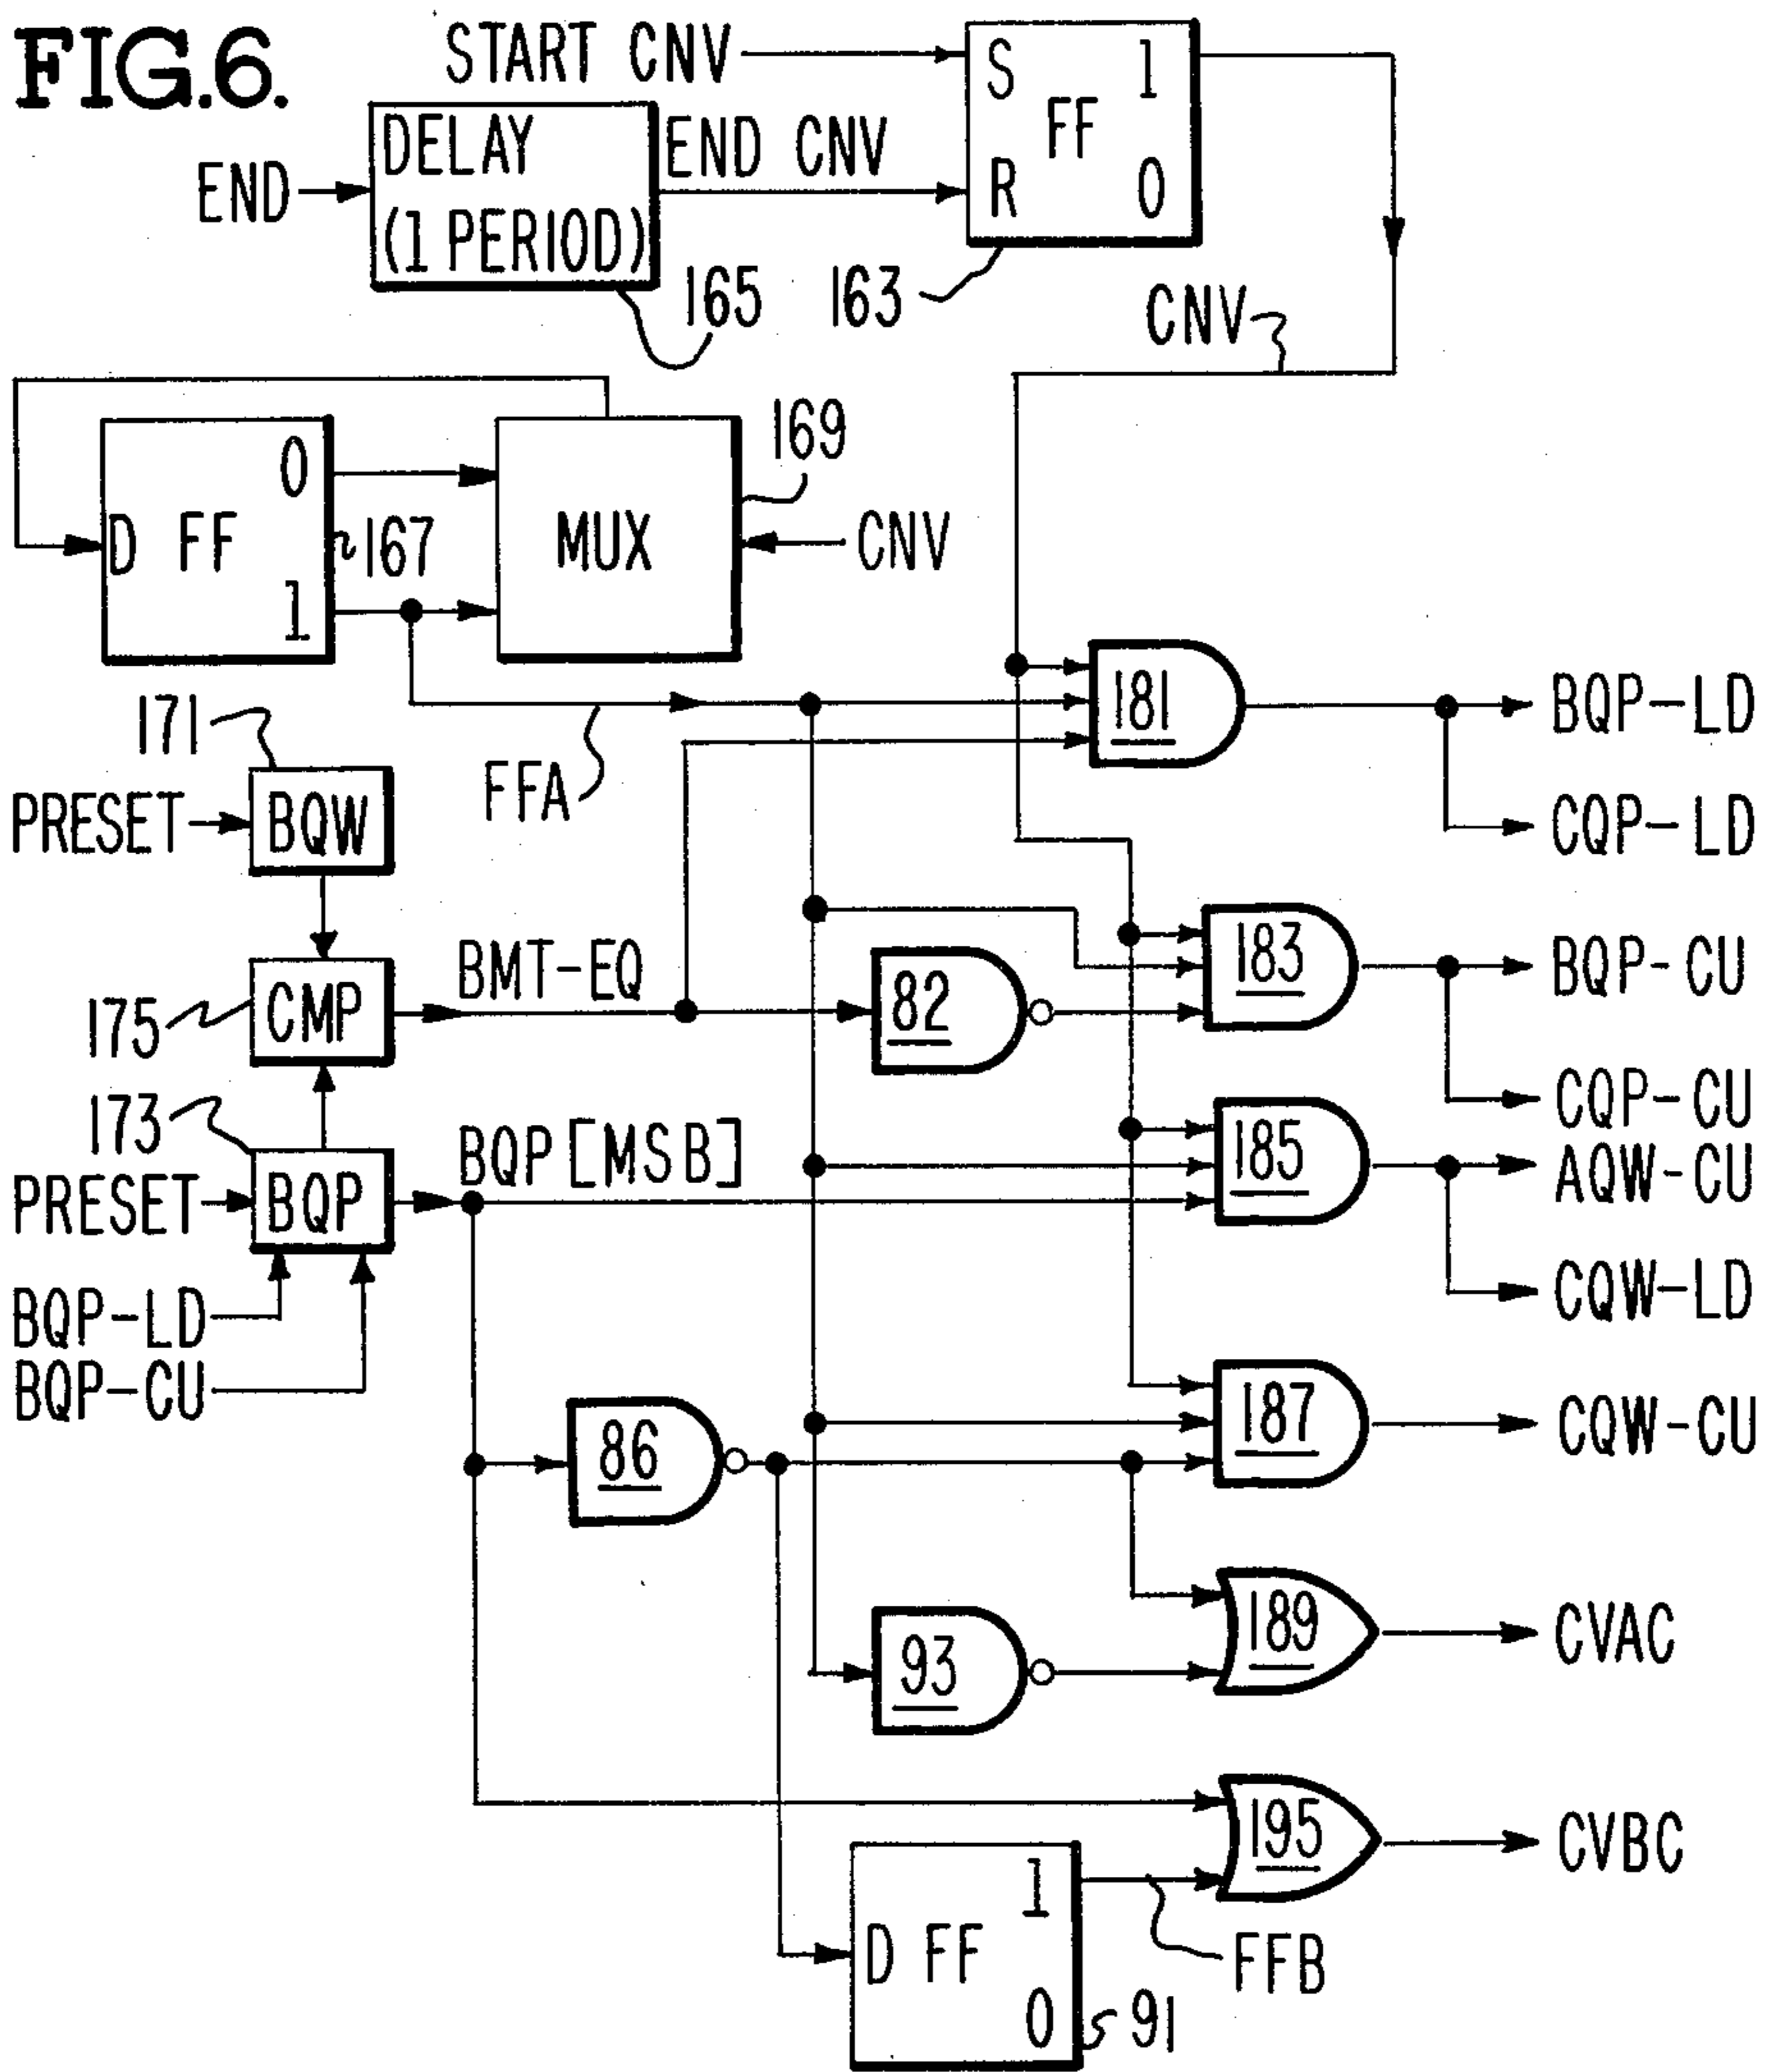 FIG.6.
START CNV
S 1
FF
R 0
END
DELAY
(1 PERIOD)
END CNV
165
163
CNV
169
0
D FF
1
167
MUX
CNV
171
PRESET
BQW
FFA
181
BQP-LD
CQP-LD
175
CMP
BMT-EQ
82
183
BQP-CU
CQP-CU
173
PRESET
BQP
BQP[MSB]
185
AQW-CU
CQW-LD
BQP-LD
BQP-CU
86
187
CQW-CU
93
189
CVAC
195
CVBC
1
D FF
0
FFB
91